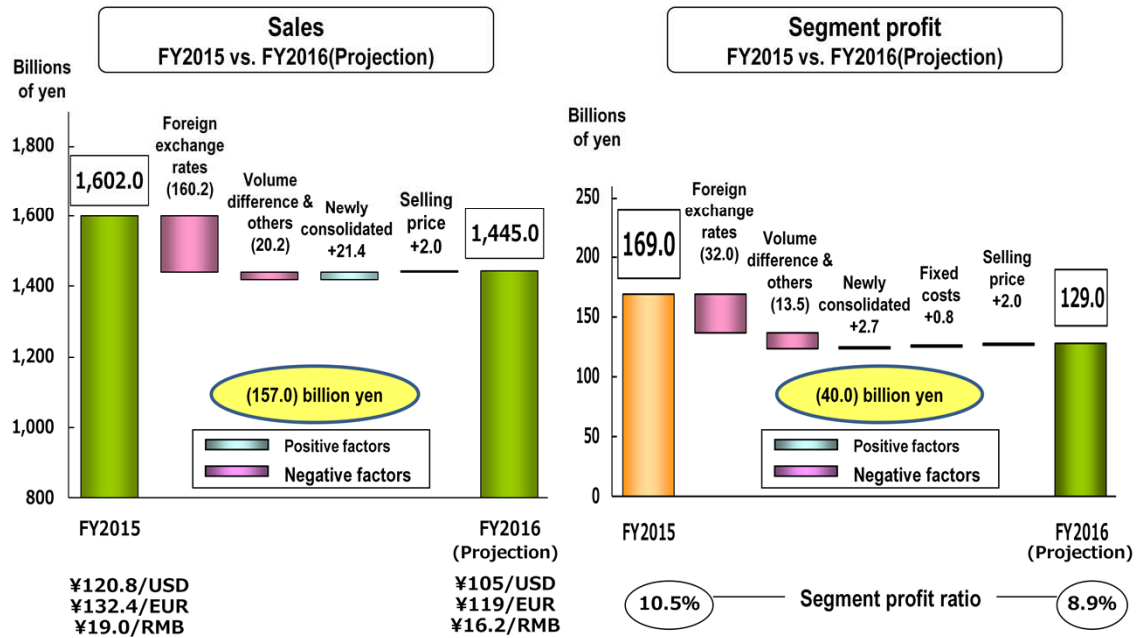 Sales
FY2015 vs. FY2016(Projection)
Billions
of yen
1,800
1,600
1,400
1,200
1,000
800
1,602.0
Foreign
exchange
rates
(160.2)
Volume
difference &
others
(20.2)
Newly
consolidated
+21.4
Selling
price
+2.0
1,445.0
(157.0) billion yen
Positive factors
Negative factors
FY2015
FY2016
(Projection)
¥120.8/USD
¥132.4/EUR
¥19.0/RMB
¥105/USD
¥119/EUR
¥16.2/RMB
Segment profit
FY2015 vs. FY2016(Projection)
Billions
of yen
250
200
150
100
50
0
169.0
Foreign
exchange
rates
(32.0)
Volume
difference &
others
(13.5)
Newly
consolidated
+2.7
Fixed
costs
+0.8
Selling
price
+2.0
129.0
(40.0) billion yen
Positive factors
Negative factors
FY2015
FY2016
(Projection)
10.5%
Segment profit ratio
8.9%